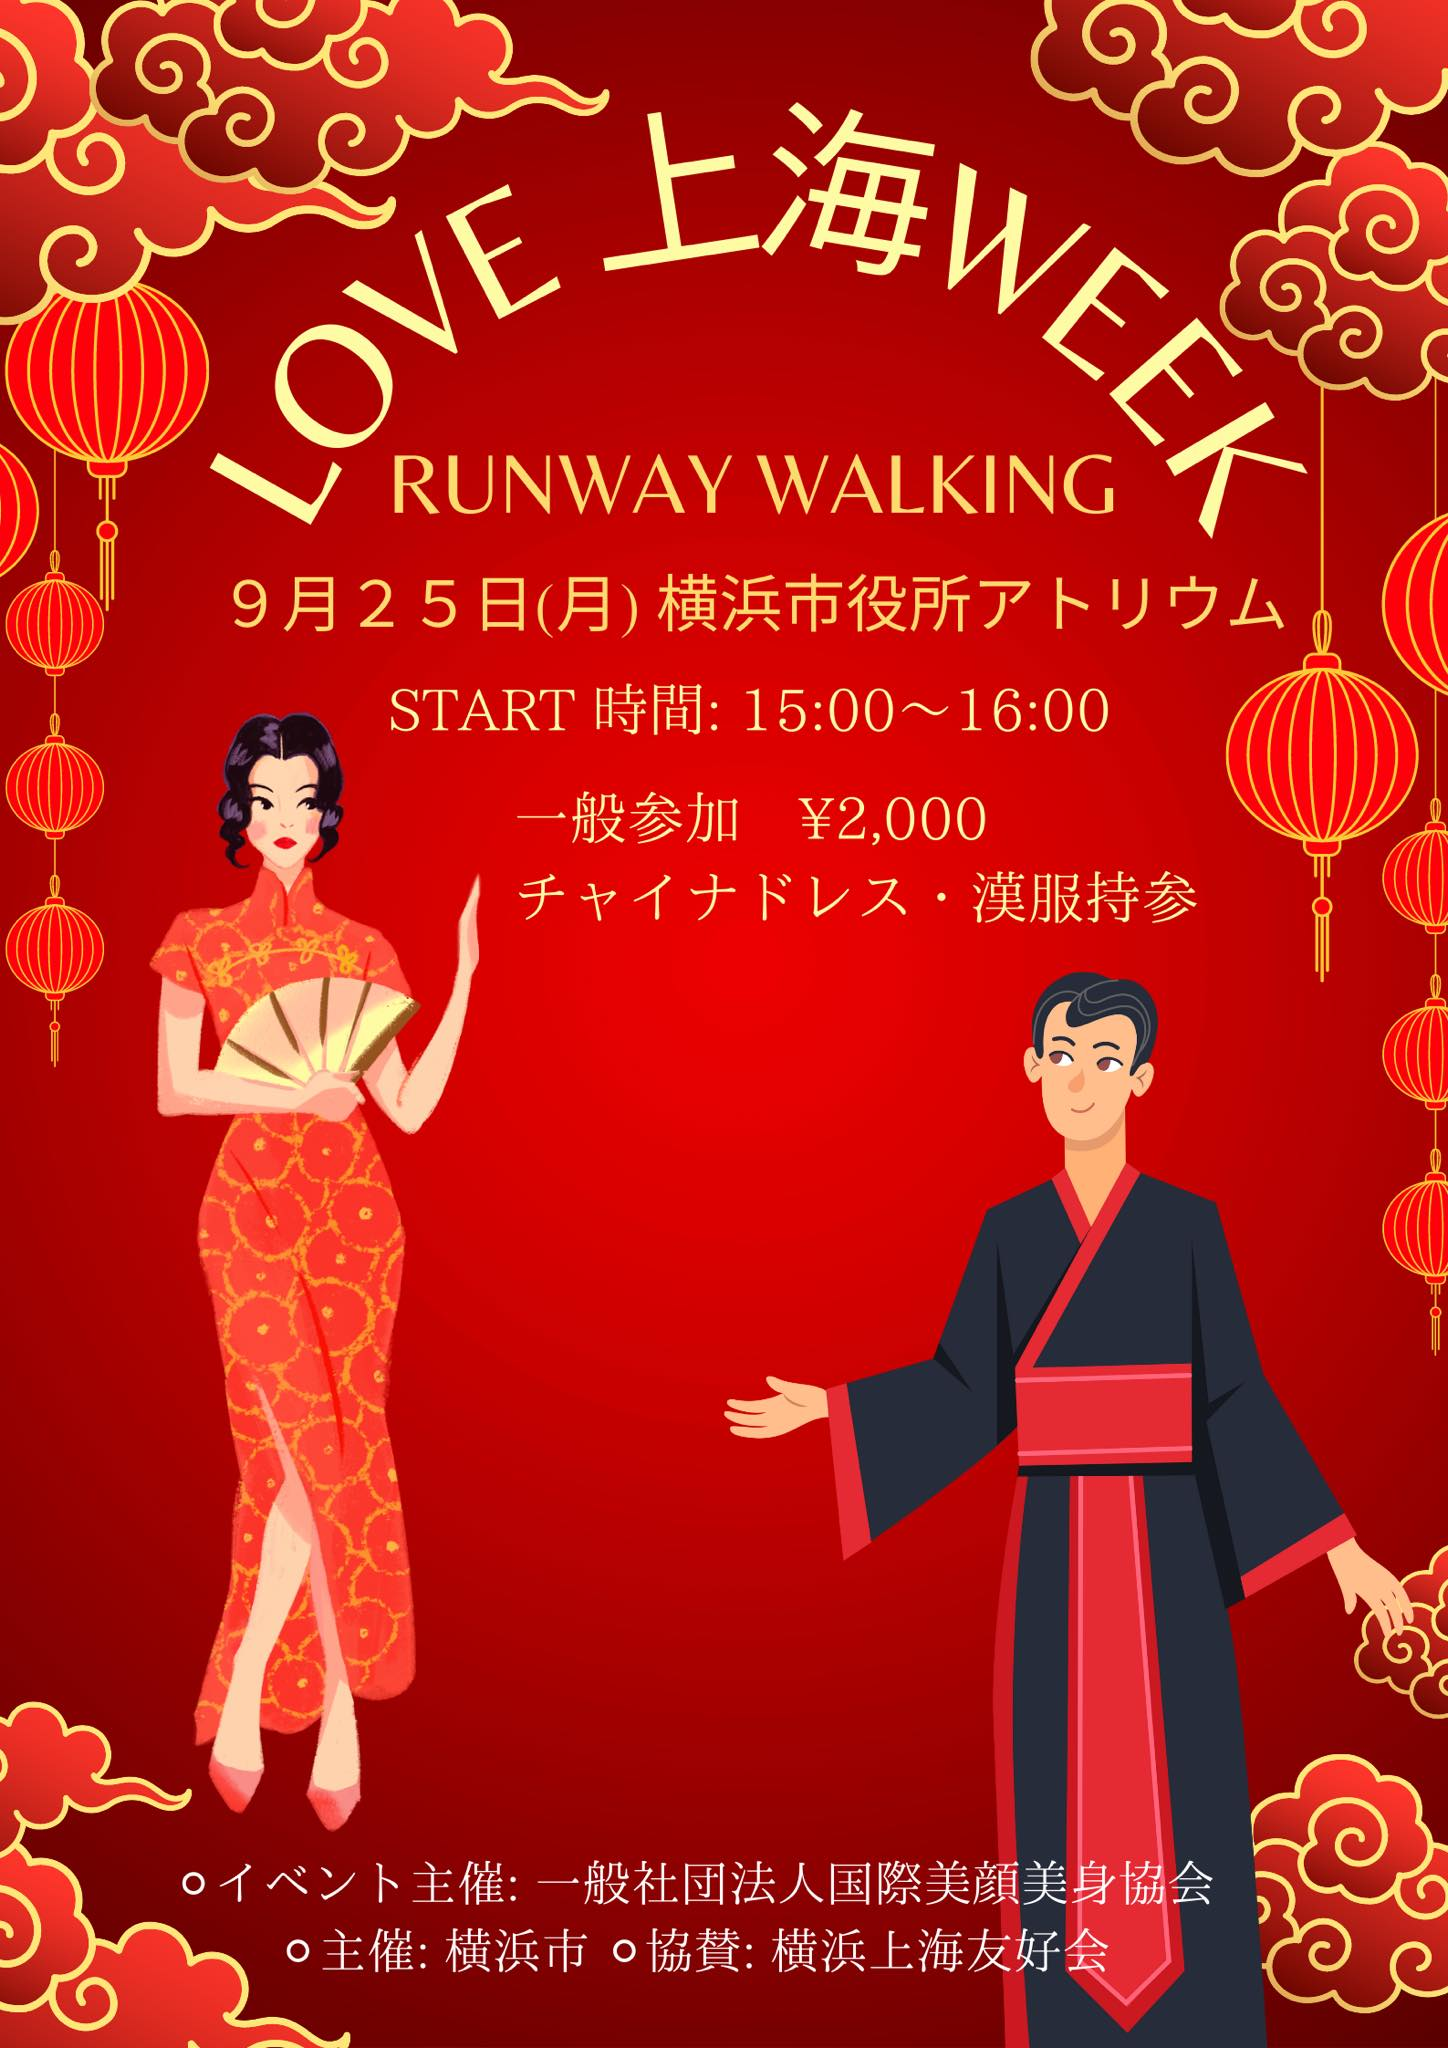 LOVE 上海WEEK
RUNWAY WALKING
９月２５日(月) 横浜市役所アトリウム
START 時間: 15:00〜16:00
一般参加　¥2,000
チャイナドレス・漢服持参
⚪︎イベント主催: 一般社団法人国際美顔美身協会
⚪︎主催: 横浜市 ⚪︎協賛: 横浜上海友好会